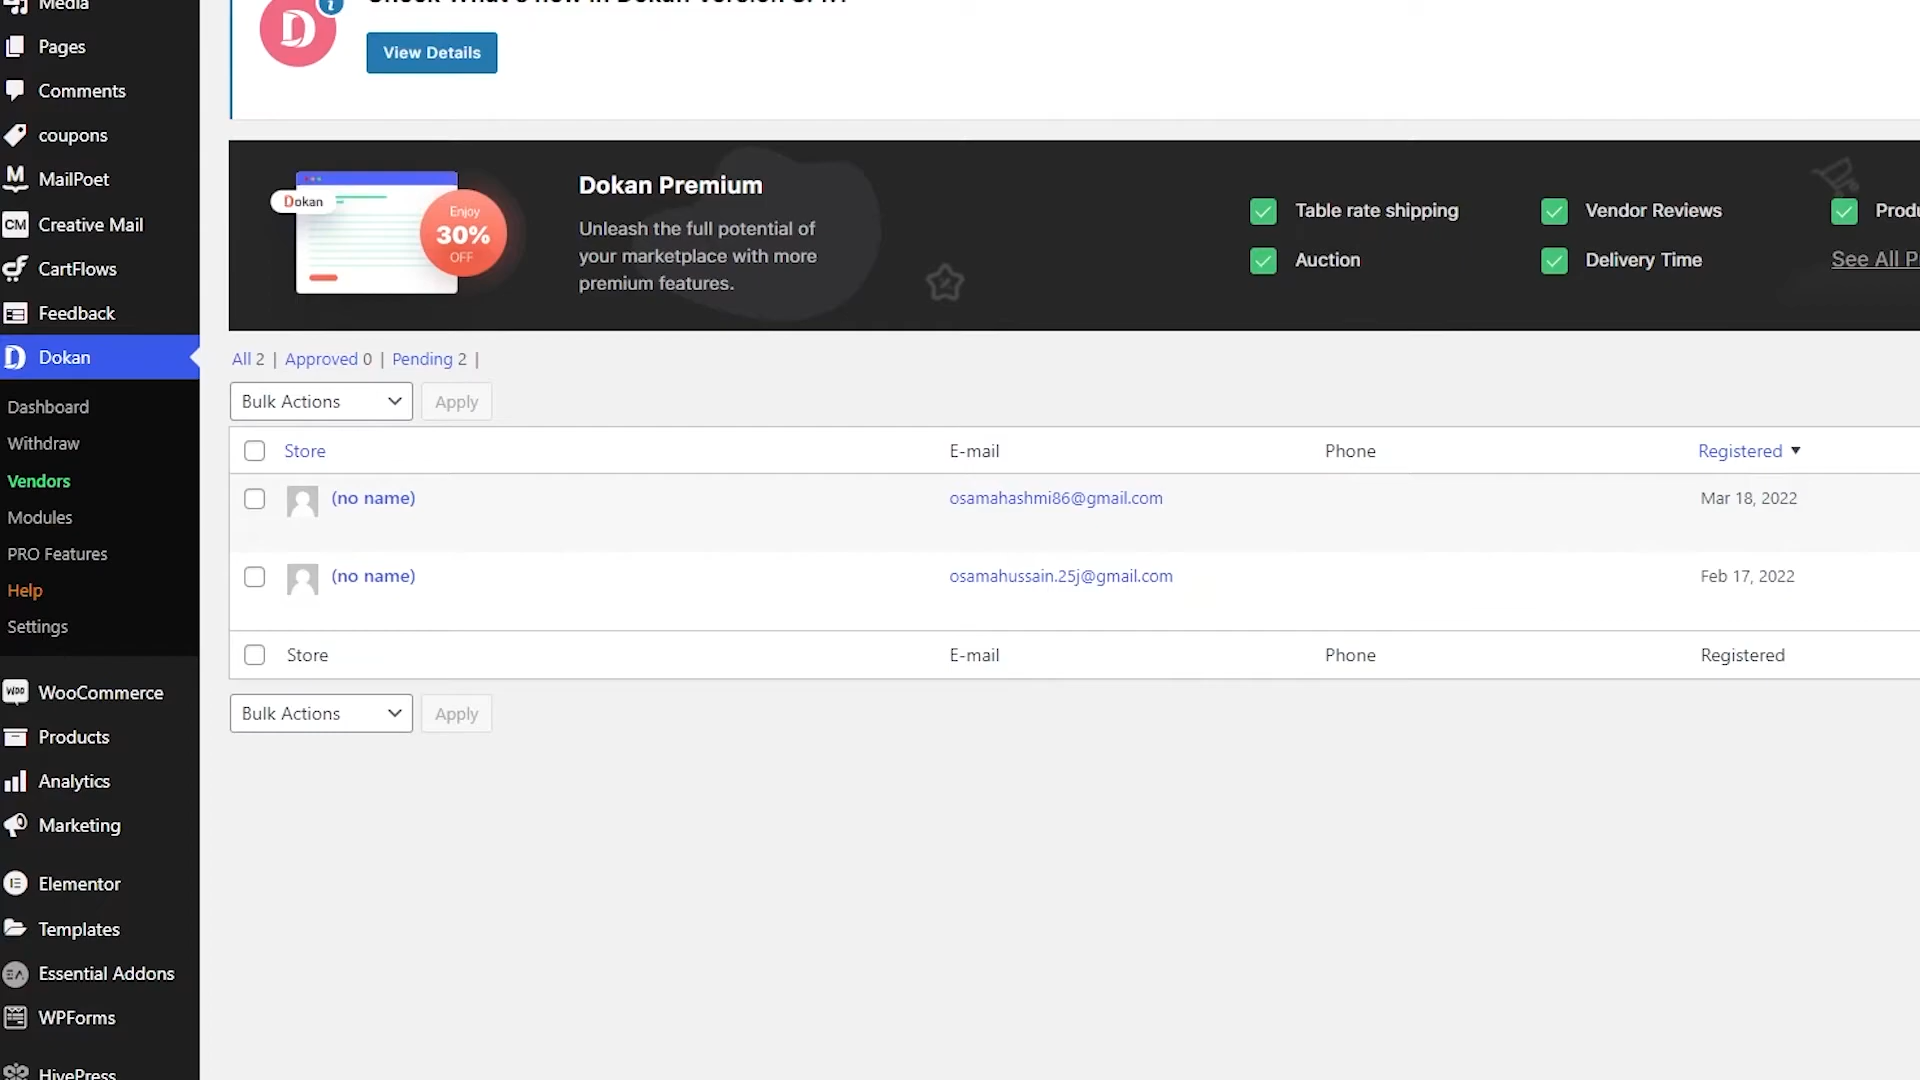 Media
Pages
Comments
coupons
MailPoet
CM Creative Mail
CartFlows
Feedback
Dokan
Dashboard
Withdraw
Vendors
Modules
PRO Features
Help
Settings
WooCommerce
Products
Analytics
Marketing
Elementor
Templates
EA Essential Addons
WPForms
HivePress
View Details
Dokan
Enjoy
30%
OFF
Dokan Premium
Unleash the full potential of
your marketplace with more
premium features.
Table rate shipping
Vendor Reviews
Auction
Delivery Time
See All
All 2 | Approved 0 | Pending 2 |
Bulk Actions Apply
Store E-mail Phone Registered
(no name) osamahashmi86@gmail.com Mar 18, 2022
(no name) osamahussain.25j@gmail.com Feb 17, 2022
Store E-mail Phone Registered
Bulk Actions Apply